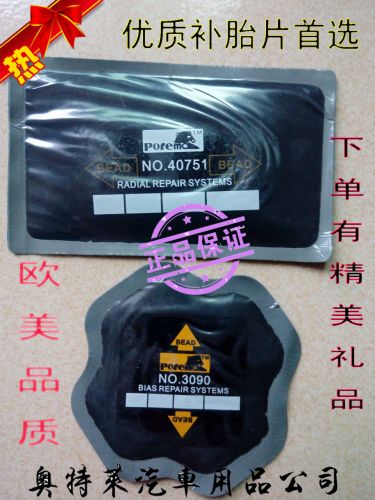 热
优质补胎片首选
Poremo™
BEAD
NO.40751
BEAD
RADIAL REPAIR SYSTEMS
正品保证
下单有精美礼品
欧美品质
BEAD
Poremo™
NO.3090
BIAS REPAIR SYSTEMS
BEAD
奥特莱汽車用品公司